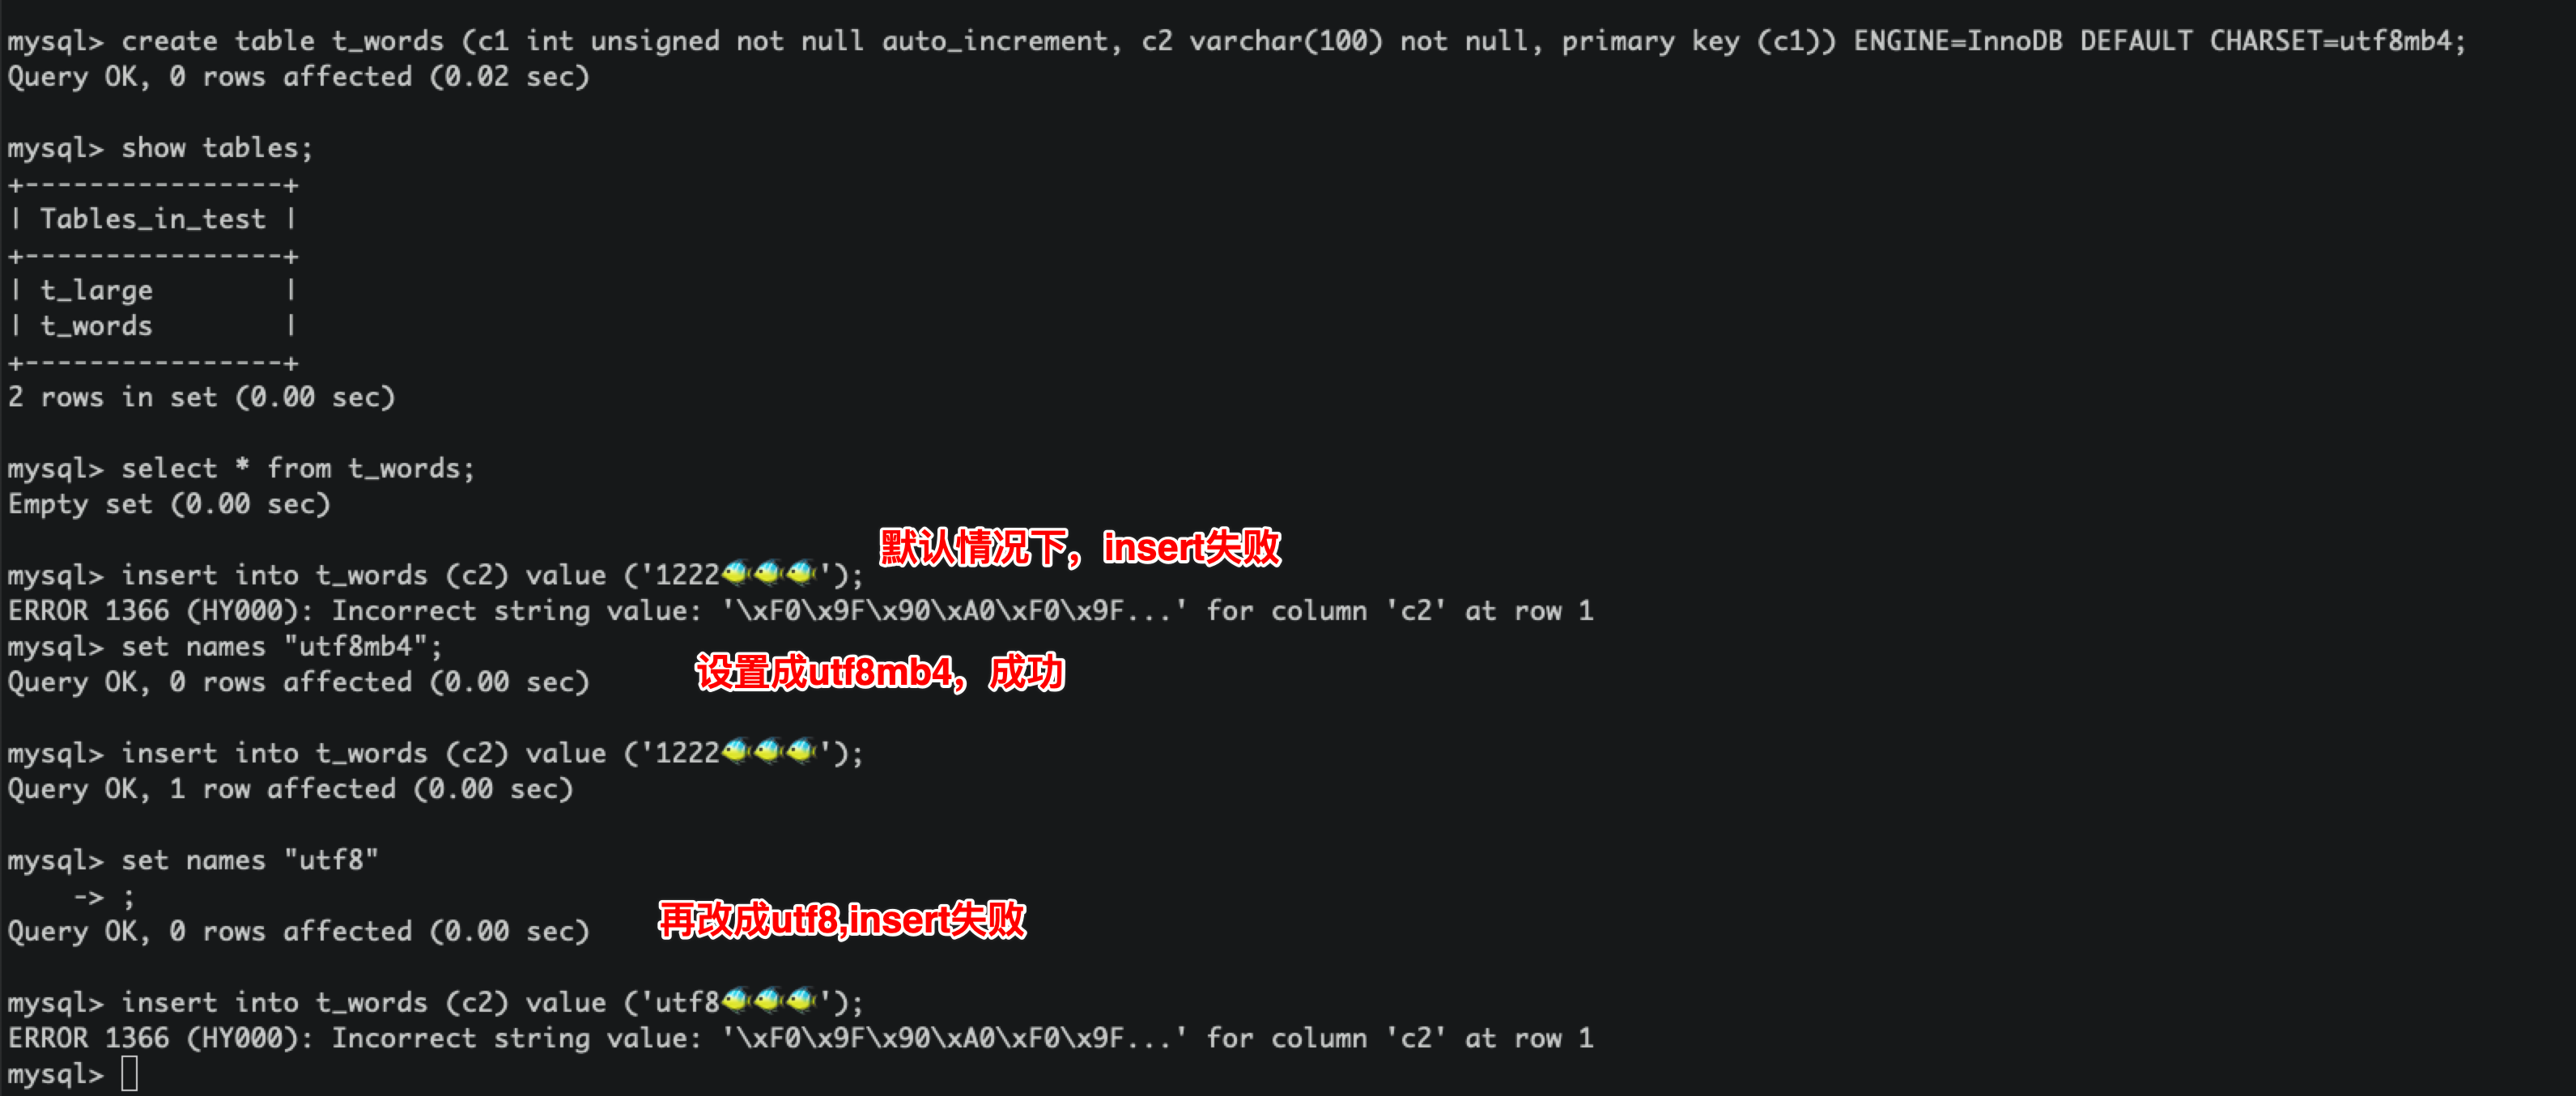 mysql> create table t_words (c1 int unsigned not null auto_increment, c2 varchar(100) not null, primary key (c1)) ENGINE=InnoDB DEFAULT CHARSET=utf8mb4;
Query OK, 0 rows affected (0.02 sec)
mysql> show tables;
+----------------+
| Tables_in_test |
+----------------+
| t_large        |
| t_words        |
+----------------+
2 rows in set (0.00 sec)
mysql> select * from t_words;
Empty set (0.00 sec)
默认情况下，insert失败
mysql> insert into t_words (c2) value ('1222🐠🐠🐠');
ERROR 1366 (HY000): Incorrect string value: '\xF0\x9F\x90\xA0\xF0\x9F...' for column 'c2' at row 1
mysql> set names "utf8mb4";
设置成utf8mb4，成功
Query OK, 0 rows affected (0.00 sec)
mysql> insert into t_words (c2) value ('1222🐠🐠🐠');
Query OK, 1 row affected (0.00 sec)
mysql> set names "utf8"
    -> ;
再改成utf8,insert失败
Query OK, 0 rows affected (0.00 sec)
mysql> insert into t_words (c2) value ('utf8🐠🐠🐠');
ERROR 1366 (HY000): Incorrect string value: '\xF0\x9F\x90\xA0\xF0\x9F...' for column 'c2' at row 1
mysql>